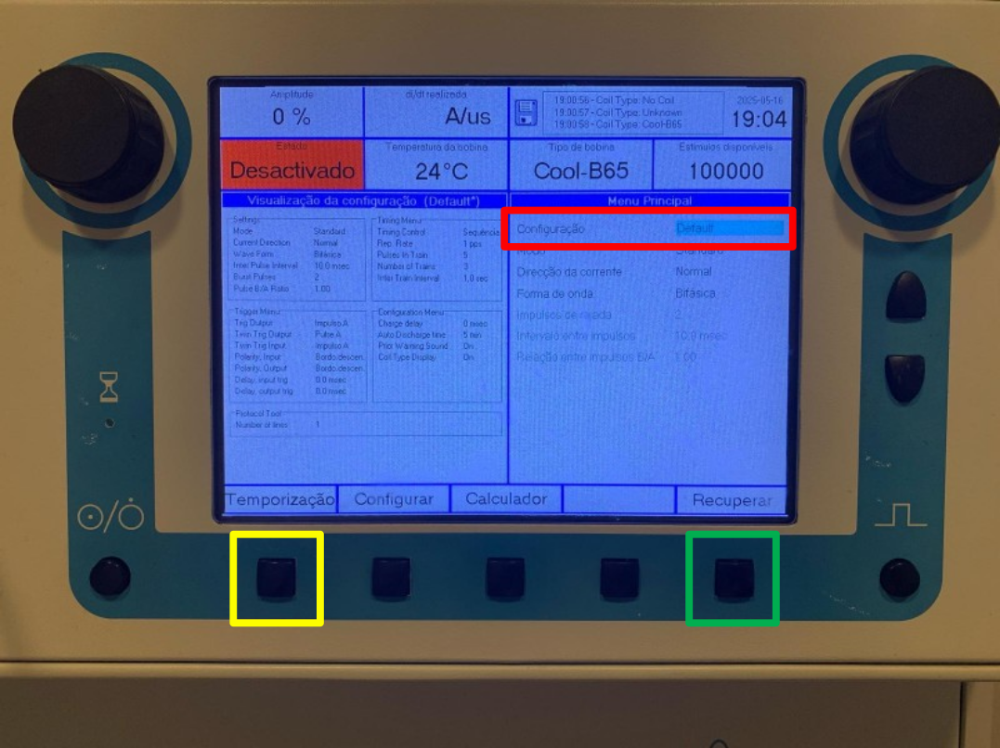 Amplitude
0 %
di/dt realizada
A/us
19:00:56 - Coil Type: No Coil
19:00:57 - Coil Type: Unknown
19:00:58 - Coil Type: Cool-B65
2025-05-16
19:04
Estado
Desactivado
Temperatura da bobina
24°C
Tipo de bobina
Cool-B65
Estímulos disponíveis
100000
Visualização da configuração (Default*)
Settings
Mode Standard
Current Direction Normal
Wave Form Bifásica
Inter Pulse Interval 10.0 msec
Burst Pulses 2
Pulse B/A Ratio 1.00
Timing Menu
Timing Control Sequência
Rep. Rate 1 pps
Pulses in Train 5
Number of Trains 3
Inter Train Interval 1.0 sec
Trigger Menu
Trig Output Impulso A
Twin Trig Output Pulse A
Twin Trig Input Impulso A
Polarity, Input Bordo descen.
Polarity, Output Bordo descen.
Delay, input trig 0.0 msec
Delay, output trig 0.0 msec
Configuration Menu
Charge delay 0 msec
Auto Discharge time 5 min
Prior Warning Sound On
Coil Type Display On
Protocol Tool
Number of lines 1
Menu Principal
Configuração Default
Modo Standard
Direcção da corrente Normal
Forma de onda Bifásica
Impulsos de rajada 2
Intervalo entre impulsos 10.0 msec
Relação entre impulsos B/A 1.00
Temporização
Configurar
Calculador
Recuperar